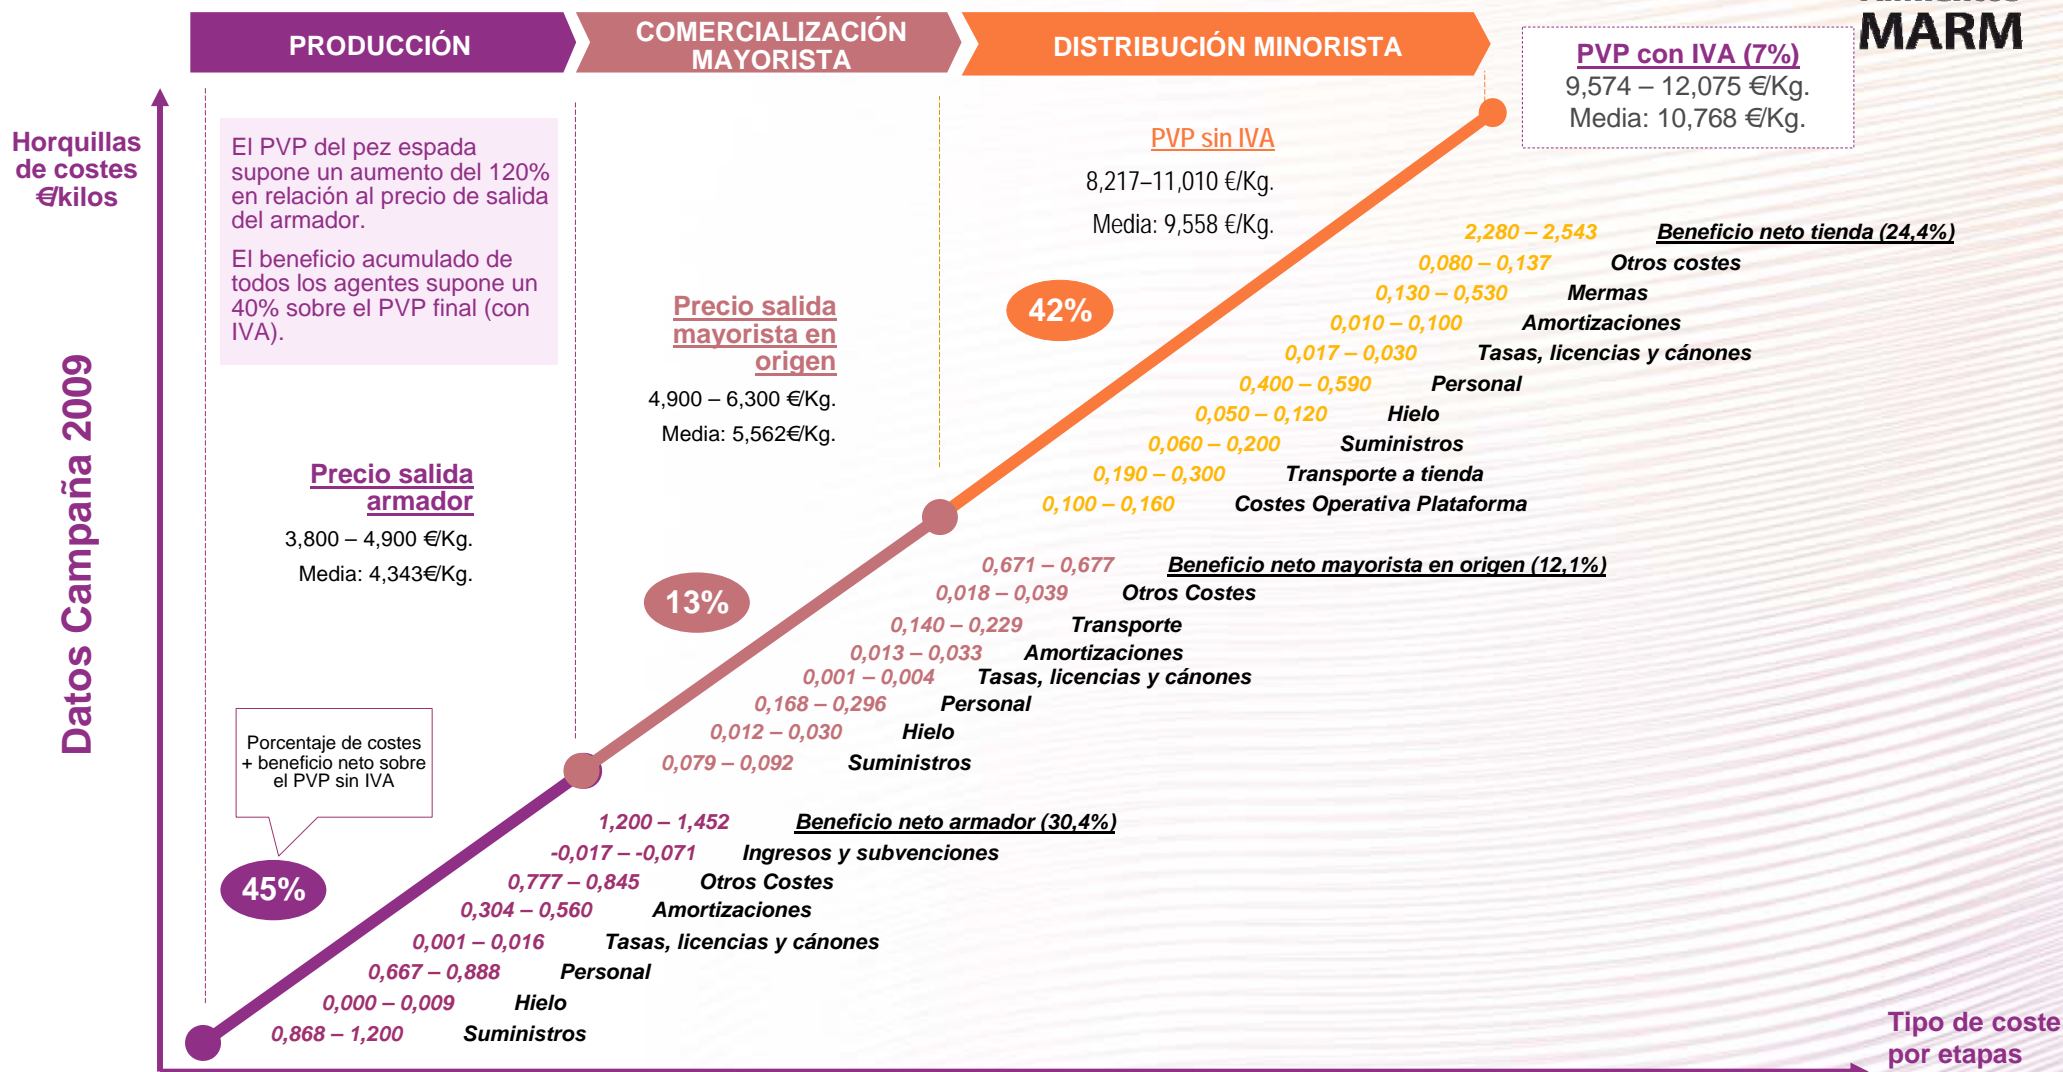 PRODUCCIÓN
COMERCIALIZACIÓN
MAYORISTA
DISTRIBUCIÓN MINORISTA
MARM
PVP con IVA (7%)
9,574 – 12,075 €/Kg.
Media: 10,768 €/Kg.
Horquillas
de costes
€/kilos
Datos Campaña 2009
El PVP del pez espada
supone un aumento del 120%
en relación al precio de salida
del armador.
El beneficio acumulado de
todos los agentes supone un
40% sobre el PVP final (con
IVA).
PVP sin IVA
8,217–11,010 €/Kg.
Media: 9,558 €/Kg.
42%
Precio salida
mayorista en
origen
4,900 – 6,300 €/Kg.
Media: 5,562€/Kg.
13%
Precio salida
armador
3,800 – 4,900 €/Kg.
Media: 4,343€/Kg.
Porcentaje de costes
+ beneficio neto sobre
el PVP sin IVA
45%
2,280 – 2,543 Beneficio neto tienda (24,4%)
0,080 – 0,137 Otros costes
0,130 – 0,530 Mermas
0,010 – 0,100 Amortizaciones
0,017 – 0,030 Tasas, licencias y cánones
0,400 – 0,590 Personal
0,050 – 0,120 Hielo
0,060 – 0,200 Suministros
0,190 – 0,300 Transporte a tienda
0,100 – 0,160 Costes Operativa Plataforma
0,671 – 0,677 Beneficio neto mayorista en origen (12,1%)
0,018 – 0,039 Otros Costes
0,140 – 0,229 Transporte
0,013 – 0,033 Amortizaciones
0,001 – 0,004 Tasas, licencias y cánones
0,168 – 0,296 Personal
0,012 – 0,030 Hielo
0,079 – 0,092 Suministros
1,200 – 1,452 Beneficio neto armador (30,4%)
-0,017 – -0,071 Ingresos y subvenciones
0,777 – 0,845 Otros Costes
0,304 – 0,560 Amortizaciones
0,001 – 0,016 Tasas, licencias y cánones
0,667 – 0,888 Personal
0,000 – 0,009 Hielo
0,868 – 1,200 Suministros
Tipo de coste
por etapas